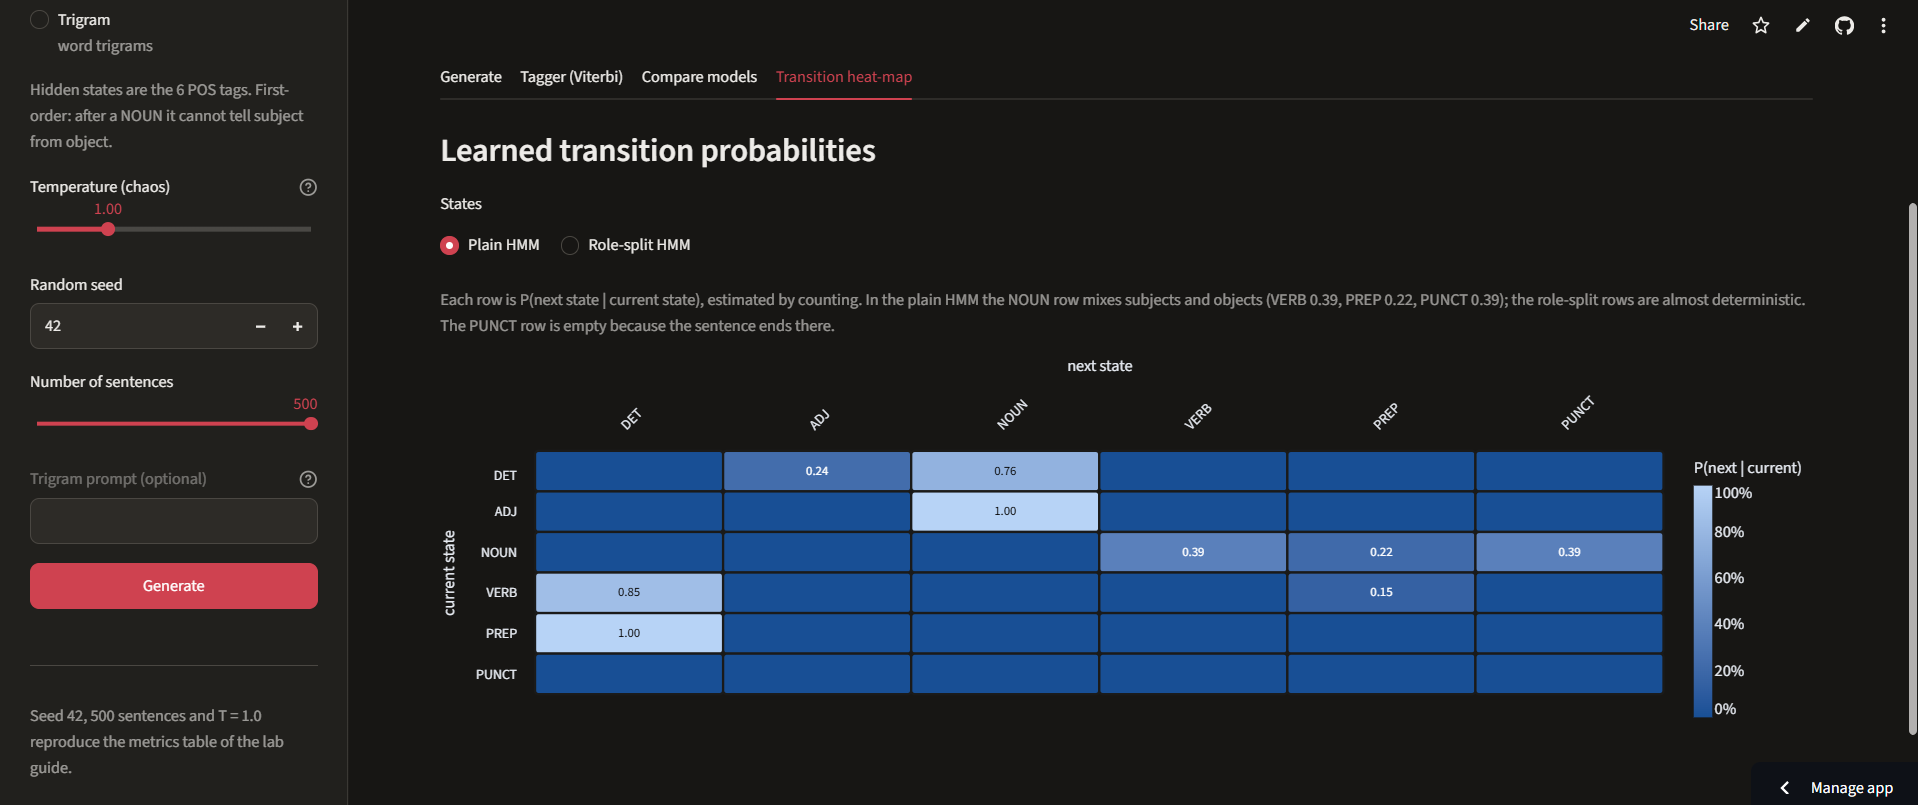 Trigram
word trigrams
Hidden states are the 6 POS tags. First-
order: after a NOUN it cannot tell subject
from object.
Temperature (chaos)
1.00
Random seed
42
Number of sentences
500
Trigram prompt (optional)
Generate
Seed 42, 500 sentences and T = 1.0
reproduce the metrics table of the lab
guide.
Share
Generate Tagger (Viterbi) Compare models Transition heat-map
Learned transition probabilities
States
Plain HMM Role-split HMM
Each row is P(next state | current state), estimated by counting. In the plain HMM the NOUN row mixes subjects and objects (VERB 0.39, PREP 0.22, PUNCT 0.39); the role-split rows are almost deterministic.
The PUNCT row is empty because the sentence ends there.
next state
DET ADJ NOUN VERB PREP PUNCT
current state
DET 0.24 0.76
ADJ 1.00
NOUN 0.39 0.22 0.39
VERB 0.85 0.15
PREP 1.00
PUNCT
P(next | current)
100%
80%
60%
40%
20%
0%
Manage app